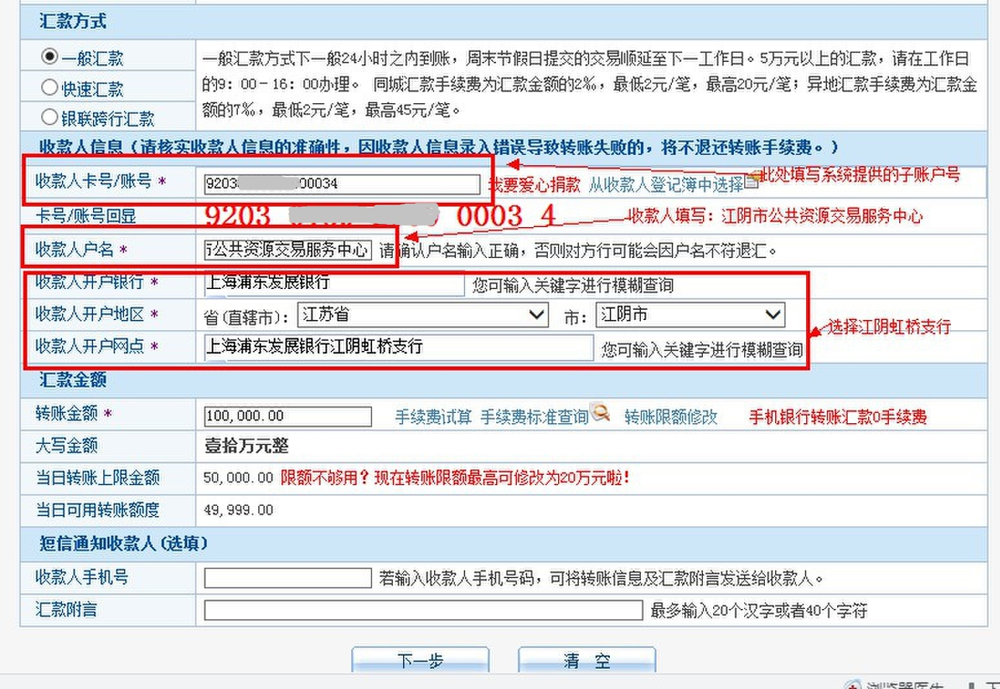 汇款方式
一般汇款
快速汇款
银联跨行汇款
一般汇款方式下一般24小时之内到账，周末节假日提交的交易顺延至下一工作日。5万元以上的汇款，请在工作日
的9：00-16：00办理。 同城汇款手续费为汇款金额的2‰，最低2元/笔，最高20元/笔；异地汇款手续费为汇款金
额的7‰，最低2元/笔，最高45元/笔。
收款人信息（请核实收款人信息的准确性，因收款人信息录入错误导致转账失败的，将不退还转账手续费。）
收款人卡号/账号 * 9203 00034 我要爱心捐款 从收款人登记簿中选择 此处填写系统提供的子账户号
卡号/账号回显 9203 0003 4 收款人填写：江阴市公共资源交易服务中心
收款人户名 * 公共资源交易服务中心 请确认户名输入正确，否则对方行可能会因户名不符退汇。
收款人开户银行 * 上海浦东发展银行 您可输入关键字进行模糊查询
收款人开户地区 * 省(直辖市)： 江苏省 市： 江阴市
选择江阴虹桥支行
收款人开户网点 * 上海浦东发展银行江阴虹桥支行 您可输入关键字进行模糊查询
汇款金额
转账金额 * 100,000.00 手续费试算 手续费标准查询 转账限额修改 手机银行转账汇款0手续费
大写金额 壹拾万元整
当日转账上限金额 50,000.00 限额不够用？现在转账限额最高可修改为20万元啦！
当日可用转账额度 49,999.00
短信通知收款人(选填)
收款人手机号 若输入收款人手机号码，可将转账信息及汇款附言发送给收款人。
汇款附言 最多输入20个汉字或者40个字符
下一步 清 空